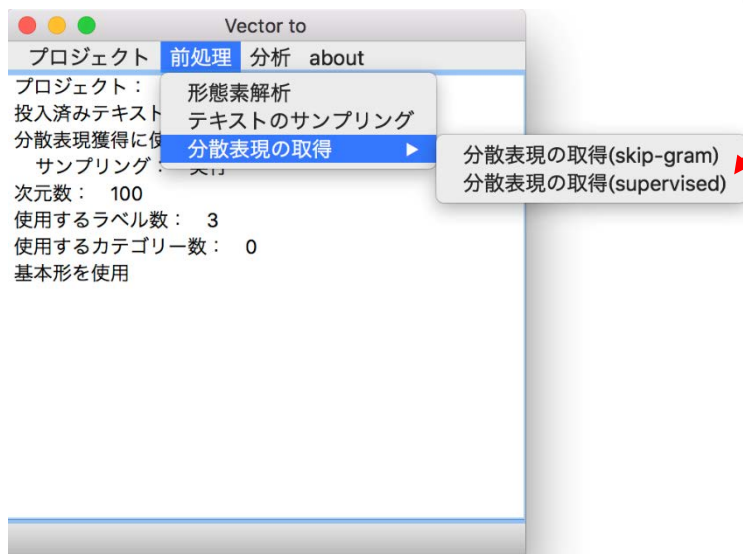 Vector to
プロジェクト 前処理 分析 about
プロジェクト：
投入済みテキスト
分散表現獲得に使
サンプリング：
次元数： 100
使用するラベル数： 3
使用するカテゴリー数： 0
基本形を使用
形態素解析
テキストのサンプリング
分散表現の取得
分散表現の取得(skip-gram)
分散表現の取得(supervised)